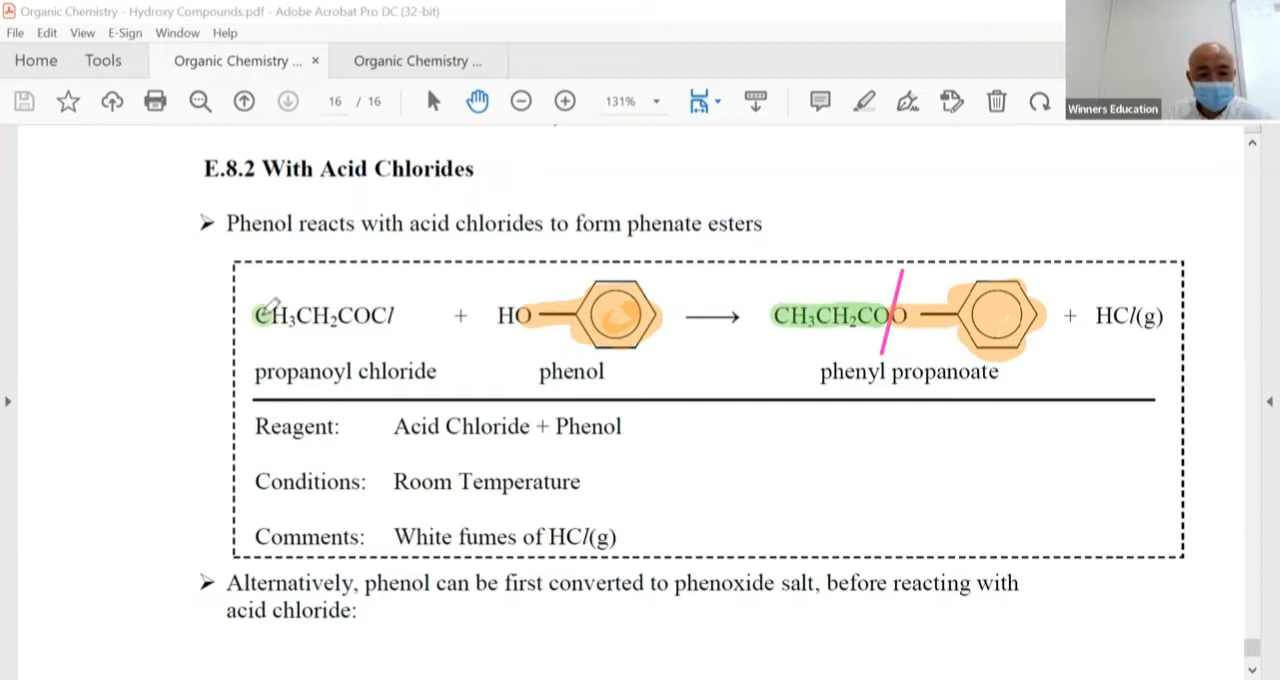 Organic Chemistry - Hydroxy Compounds.pdf - Adobe Acrobat Pro DC (32-bit)
File Edit View E-Sign Window Help
Home Tools Organic Chemistry ... × Organic Chemistry ...
16 / 16 131%
Winners Education
E.8.2 With Acid Chlorides
➢ Phenol reacts with acid chlorides to form phenate esters
CH₃CH₂COCl + HO ⟶ CH₃CH₂COO + HCl(g)
propanoyl chloride phenol phenyl propanoate
Reagent: Acid Chloride + Phenol
Conditions: Room Temperature
Comments: White fumes of HCl(g)
➢ Alternatively, phenol can be first converted to phenoxide salt, before reacting with
acid chloride: